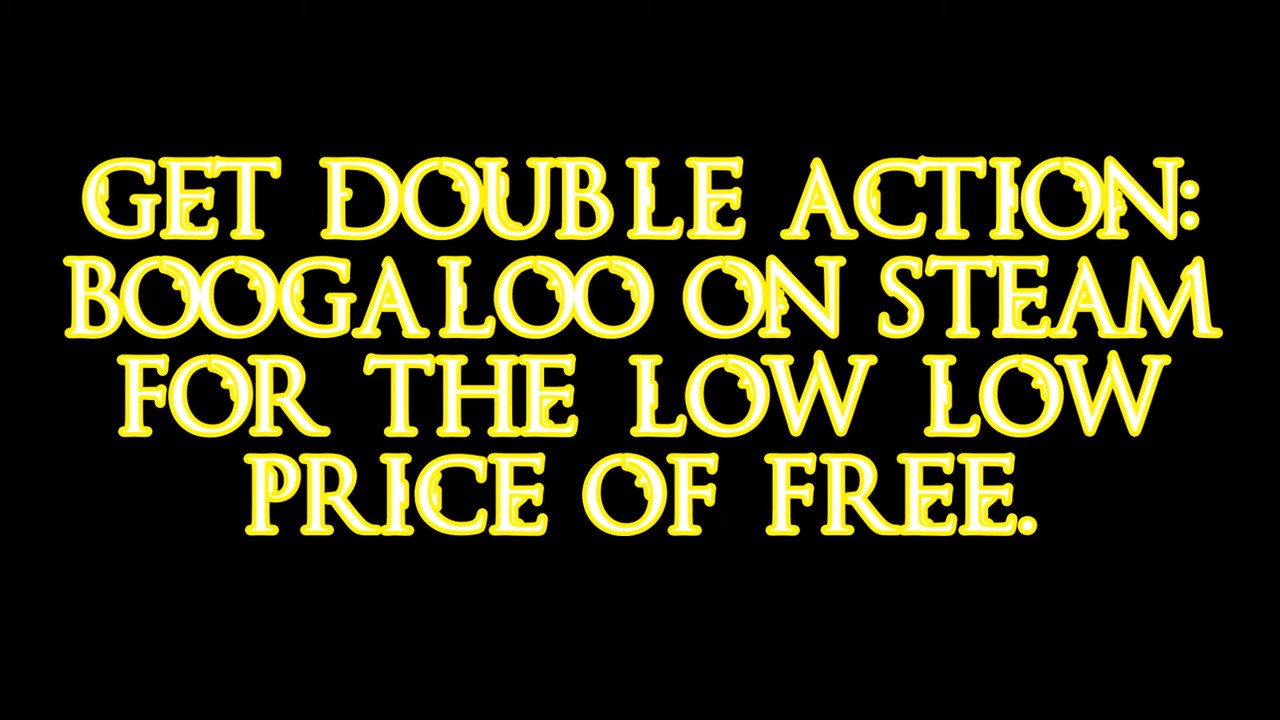 GET DOUBLE ACTION:
BOOGALOO ON STEAM
FOR THE LOW LOW
PRICE OF FREE.